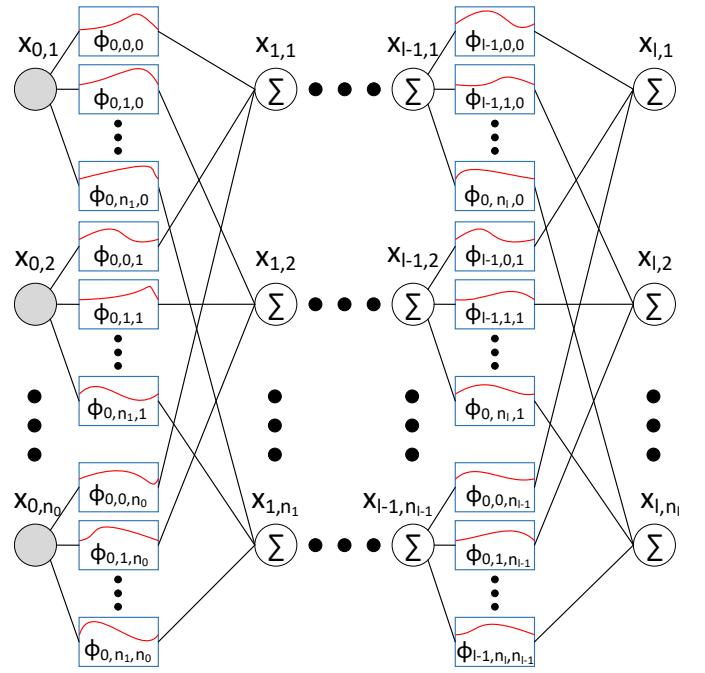 x0,1
ϕ0,0,0
x1,1
xl-1,1
ϕl-1,0,0
xl,1
ϕ0,1,0
Σ
Σ
ϕl-1,1,0
Σ
ϕ0,n1,0
ϕ0,nl,0
x0,2
ϕ0,0,1
x1,2
xl-1,2
ϕl-1,0,1
xl,2
ϕ0,1,1
Σ
Σ
ϕl-1,1,1
Σ
ϕ0,n1,1
ϕ0,nl,1
x0,n0
ϕ0,0,n0
x1,n1
xl-1,nl-1
ϕ0,0,nl-1
xl,nl
ϕ0,1,n0
Σ
Σ
ϕ0,1,nl-1
Σ
ϕ0,n1,n0
ϕl-1,nl,nl-1